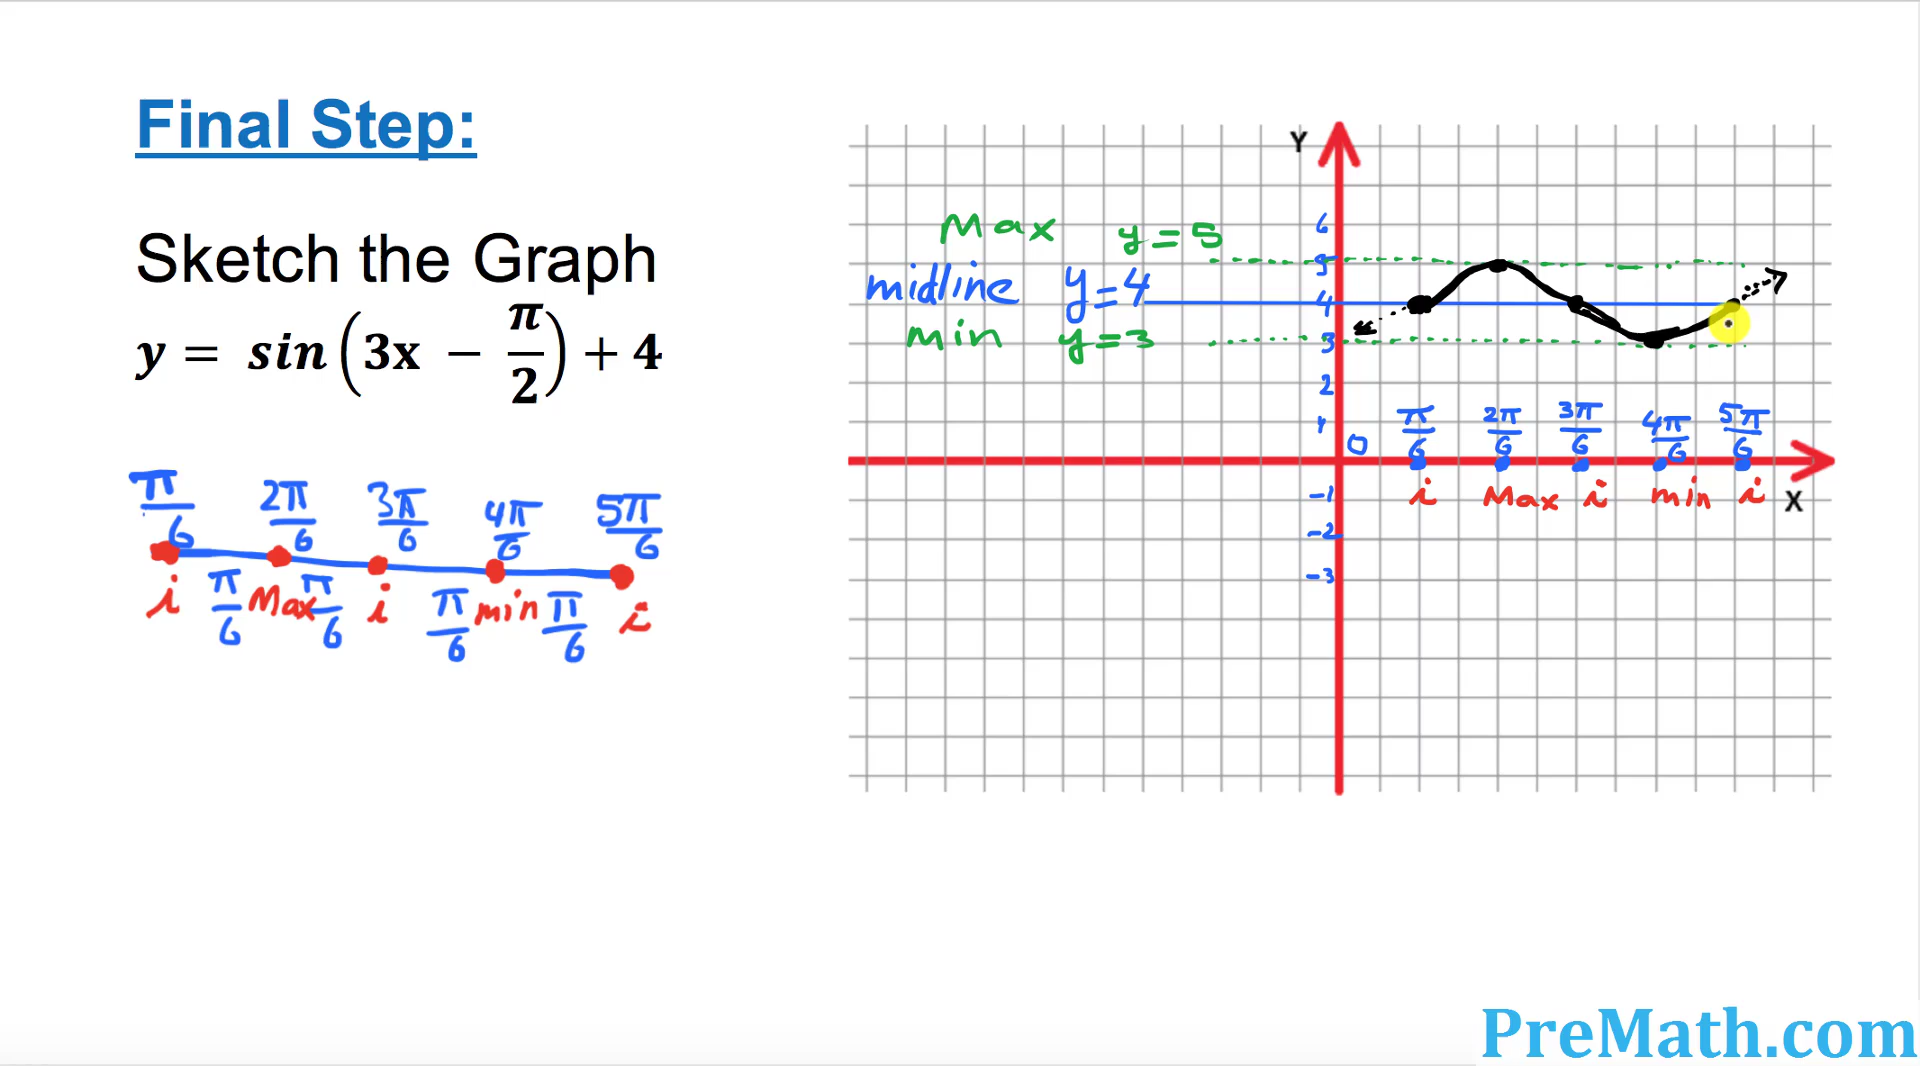 Final Step:
Sketch the Graph
y = sin(3x − π/2) + 4
π/6 2π/6 3π/6 4π/6 5π/6
i π/6 Max π/6 i π/6 min π/6 i
Y
6
Max y=5 5
midline y=4 4
min y=3 3
2
1
0 π/6 2π/6 3π/6 4π/6 5π/6
i Max i min i X
-1
-2
-3
PreMath.com